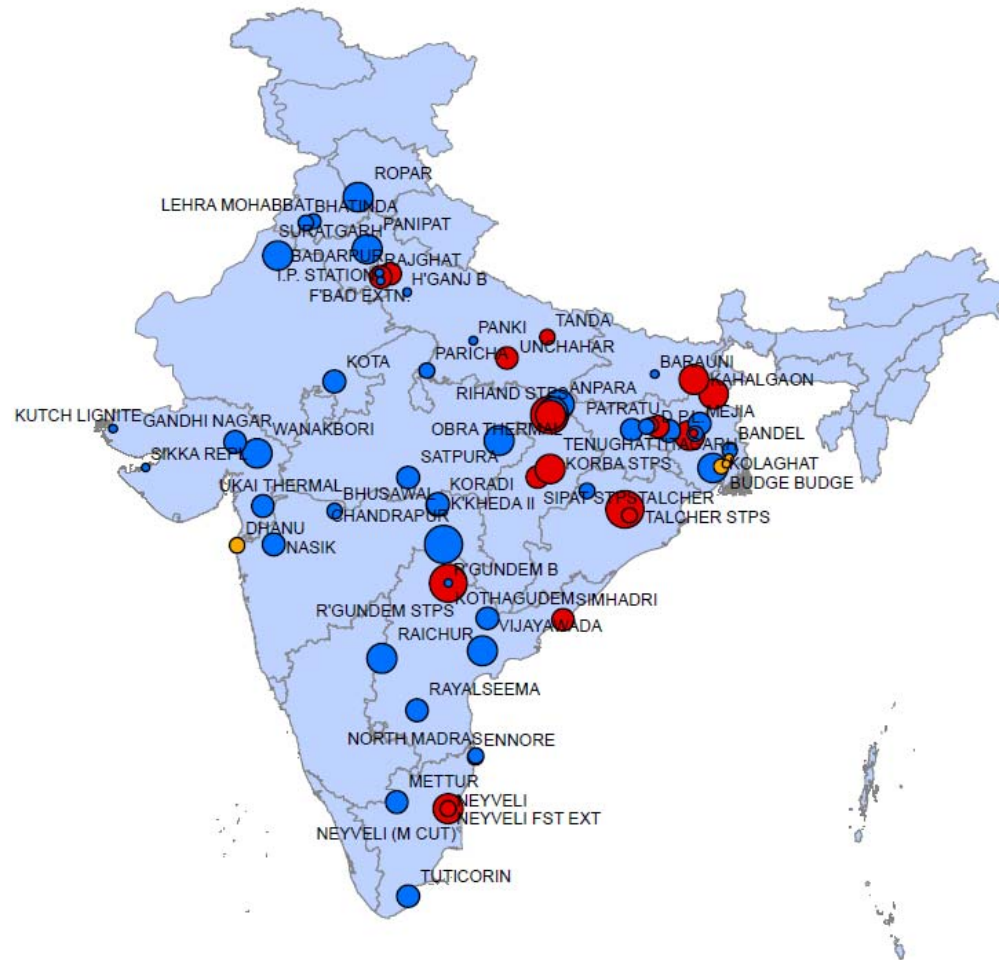 ROPAR
LEHRA MOHABBAT
BHATINDA
SURATGARH
PANIPAT
BADARPUR
RAJGHAT
I.P. STATION
H'GANJ B
F'BAD EXTN.
PANKI
TANDA
PARICHA
UNCHAHAR
KOTA
BARAUNI
KAHALGAON
RIHAND STPS
ANPARA
KUTCH LIGNITE
GANDHI NAGAR
WANAKBORI
PATRATU
D.P.L.
MEJIA
OBRA THERMAL
TENUGHAT
BANDEL
SIKKA REPL
SATPURA
KORBA STPS
KOLAGHAT
UKAI THERMAL
BHUSAWAL
KORADI
BUDGE BUDGE
K'KHEDA II
SIPAT STPS
TALCHER
DHANU
CHANDRAPUR
TALCHER STPS
NASIK
R'GUNDEM B
R'GUNDEM STPS
KOTHAGUDEM
SIMHADRI
RAICHUR
VIJAYAWADA
RAYALSEEMA
NORTH MADRAS
ENNORE
METTUR
NEYVELI
NEYVELI FST EXT
NEYVELI (M CUT)
TUTICORIN